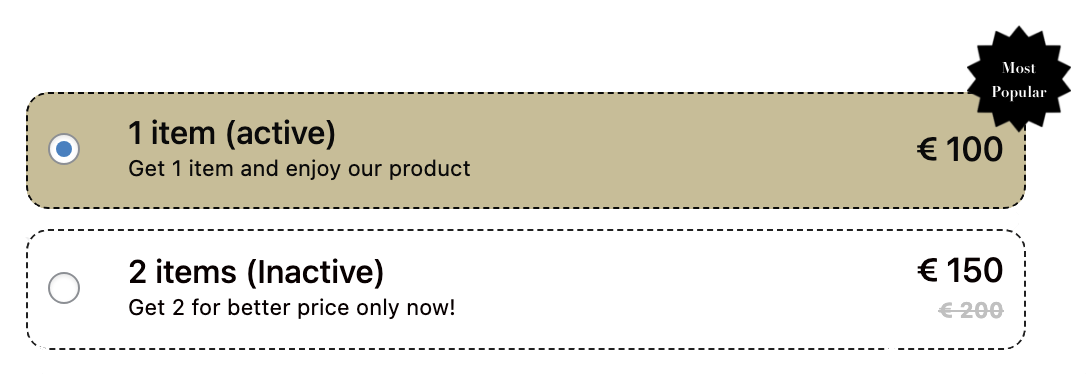 Most
Popular
1 item (active)
Get 1 item and enjoy our product
€ 100
2 items (Inactive)
Get 2 for better price only now!
€ 150
€ 200